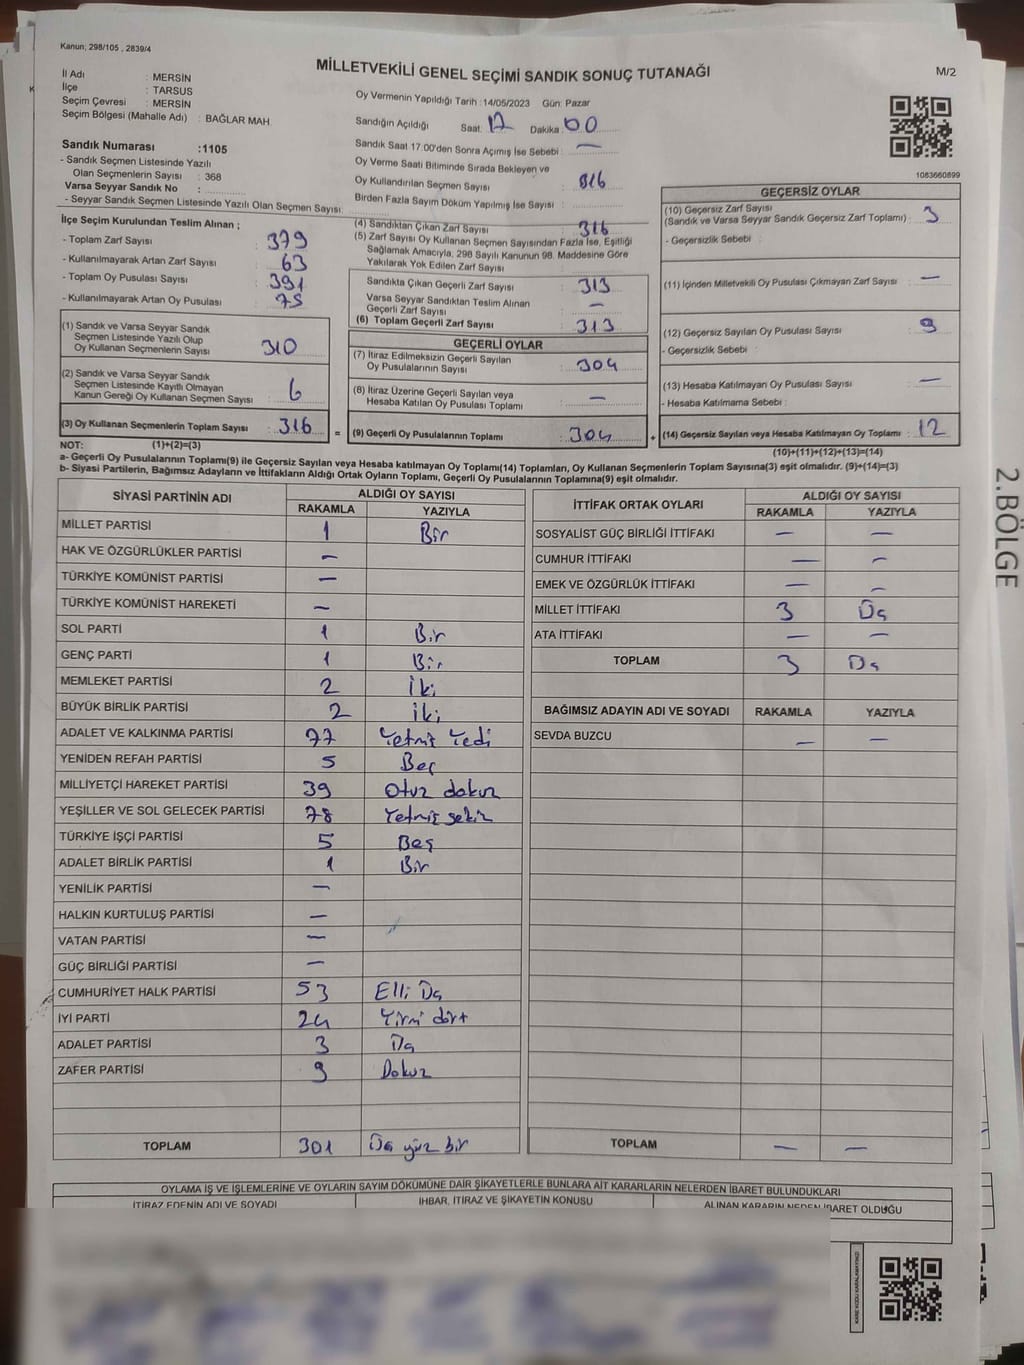 Kanun; 298/105 , 2839/4
MİLLETVEKİLİ GENEL SEÇİMİ SANDIK SONUÇ TUTANAĞI
M/2
İl Adı : MERSİN
İlçe : TARSUS
Seçim Çevresi : MERSİN
Seçim Bölgesi (Mahalle Adı) : BAĞLAR MAH.
Sandık Numarası :1105
- Sandık Seçmen Listesinde Yazılı
Olan Seçmenlerin Sayısı : 368
Varsa Seyyar Sandık No :
- Seyyar Sandık Seçmen Listesinde Yazılı Olan Seçmen Sayısı:
Oy Vermenin Yapıldığı Tarih :14/05/2023 Gün: Pazar
Sandığın Açıldığı Saat: 17 Dakika: 00
Sandık Saat 17.00'den Sonra Açımış İse Sebebi : —
Oy Verme Saati Bitiminde Sırada Bekleyen ve
Oy Kullandırılan Seçmen Sayısı : 316
Birden Fazla Sayım Döküm Yapılmış İse Sayısı :
1083660899
İlçe Seçim Kurulundan Teslim Alınan ;
- Toplam Zarf Sayısı : 379
- Kullanılmayarak Artan Zarf Sayısı : 63
- Toplam Oy Pusulası Sayısı : 391
- Kullanılmayarak Artan Oy Pusulası : 75
(1) Sandık ve Varsa Seyyar Sandık
Seçmen Listesinde Yazılı Olup
Oy Kullanan Seçmenlerin Sayısı : 310
(2) Sandık ve Varsa Seyyar Sandık
Seçmen Listesinde Kayıtlı Olmayan
Kanun Gereği Oy Kullanan Seçmen Sayısı : 6
(3) Oy Kullanan Seçmenlerin Toplam Sayısı : 316 =
(4) Sandıktan Çıkan Zarf Sayısı : 316
(5) Zarf Sayısı Oy Kullanan Seçmen Sayısından Fazla İse, Eşitliği
Sağlamak Amacıyla, 298 Sayılı Kanunun 98. Maddesine Göre
Yakılarak Yok Edilen Zarf Sayısı :
Sandıkta Çıkan Geçerli Zarf Sayısı : 313
Varsa Seyyar Sandıktan Teslim Alınan
Geçerli Zarf Sayısı : —
(6) Toplam Geçerli Zarf Sayısı : 313
GEÇERLİ OYLAR
(7) İtiraz Edilmeksizin Geçerli Sayılan
Oy Pusulalarının Sayısı : 304
(8) İtiraz Üzerine Geçerli Sayılan veya
Hesaba Katılan Oy Pusulası Toplamı : —
(9) Geçerli Oy Pusulalarının Toplamı : 304 +
GEÇERSİZ OYLAR
(10) Geçersiz Zarf Sayısı
(Sandık ve Varsa Seyyar Sandık Geçersiz Zarf Toplamı) : 3
- Geçersizlik Sebebi :
(11) İçinden Milletvekili Oy Pusulası Çıkmayan Zarf Sayısı : —
(12) Geçersiz Sayılan Oy Pusulası Sayısı : 9
- Geçersizlik Sebebi :
(13) Hesaba Katılmayan Oy Pusulası Sayısı : —
- Hesaba Katılmama Sebebi :
(14) Geçersiz Sayılan veya Hesaba Katılmayan Oy Toplamı : 12
NOT: (1)+(2)=(3)
(10)+(11)+(12)+(13)=(14)
a- Geçerli Oy Pusulalarının Toplamı(9) ile Geçersiz Sayılan veya Hesaba katılmayan Oy Toplamı(14) Toplamları, Oy Kullanan Seçmenlerin Toplam Sayısına(3) eşit olmalıdır. (9)+(14)=(3)
b- Siyasi Partilerin, Bağımsız Adayların ve İttifakların Aldığı Ortak Oyların Toplamı, Geçerli Oy Pusulalarının Toplamına(9) eşit olmalıdır.
SİYASİ PARTİNİN ADI ALDIĞI OY SAYISI
RAKAMLA YAZIYLA
MİLLET PARTİSİ 1 Bir
HAK VE ÖZGÜRLÜKLER PARTİSİ —
TÜRKİYE KOMÜNİST PARTİSİ —
TÜRKİYE KOMÜNİST HAREKETİ —
SOL PARTİ 1 Bir
GENÇ PARTİ 1 Bir
MEMLEKET PARTİSİ 2 İki
BÜYÜK BİRLİK PARTİSİ 2 İki
ADALET VE KALKINMA PARTİSİ 77 Yetmiş Yedi
YENİDEN REFAH PARTİSİ 5 Beş
MİLLİYETÇİ HAREKET PARTİSİ 39 Otuz dokuz
YEŞİLLER VE SOL GELECEK PARTİSİ 78 Yetmiş sekiz
TÜRKİYE İŞÇİ PARTİSİ 5 Beş
ADALET BİRLİK PARTİSİ 1 Bir
YENİLİK PARTİSİ —
HALKIN KURTULUŞ PARTİSİ —
VATAN PARTİSİ —
GÜÇ BİRLİĞİ PARTİSİ —
CUMHURİYET HALK PARTİSİ 53 Elli Üç
İYİ PARTİ 24 Yirmi dört
ADALET PARTİSİ 3 Üç
ZAFER PARTİSİ 9 Dokuz
TOPLAM 301 Üç yüz bir
İTTİFAK ORTAK OYLARI ALDIĞI OY SAYISI
RAKAMLA YAZIYLA
SOSYALİST GÜÇ BİRLİĞİ İTTİFAKI — —
CUMHUR İTTİFAKI — —
EMEK VE ÖZGÜRLÜK İTTİFAKI — —
MİLLET İTTİFAKI 3 Üç
ATA İTTİFAKI — —
TOPLAM 3 Üç
BAĞIMSIZ ADAYIN ADI VE SOYADI RAKAMLA YAZIYLA
SEVDA BUZCU — —
TOPLAM — —
2.BÖLGE
OYLAMA İŞ VE İŞLEMLERİNE VE OYLARIN SAYIM DÖKÜMÜNE DAİR ŞİKAYETLERLE BUNLARA AİT KARARLARIN NELERDEN İBARET BULUNDUKLARI
İTİRAZ EDENİN ADI VE SOYADI İHBAR, İTİRAZ VE ŞİKAYETİN KONUSU ALINAN KARARIN NEDEN İBARET OLDUĞU